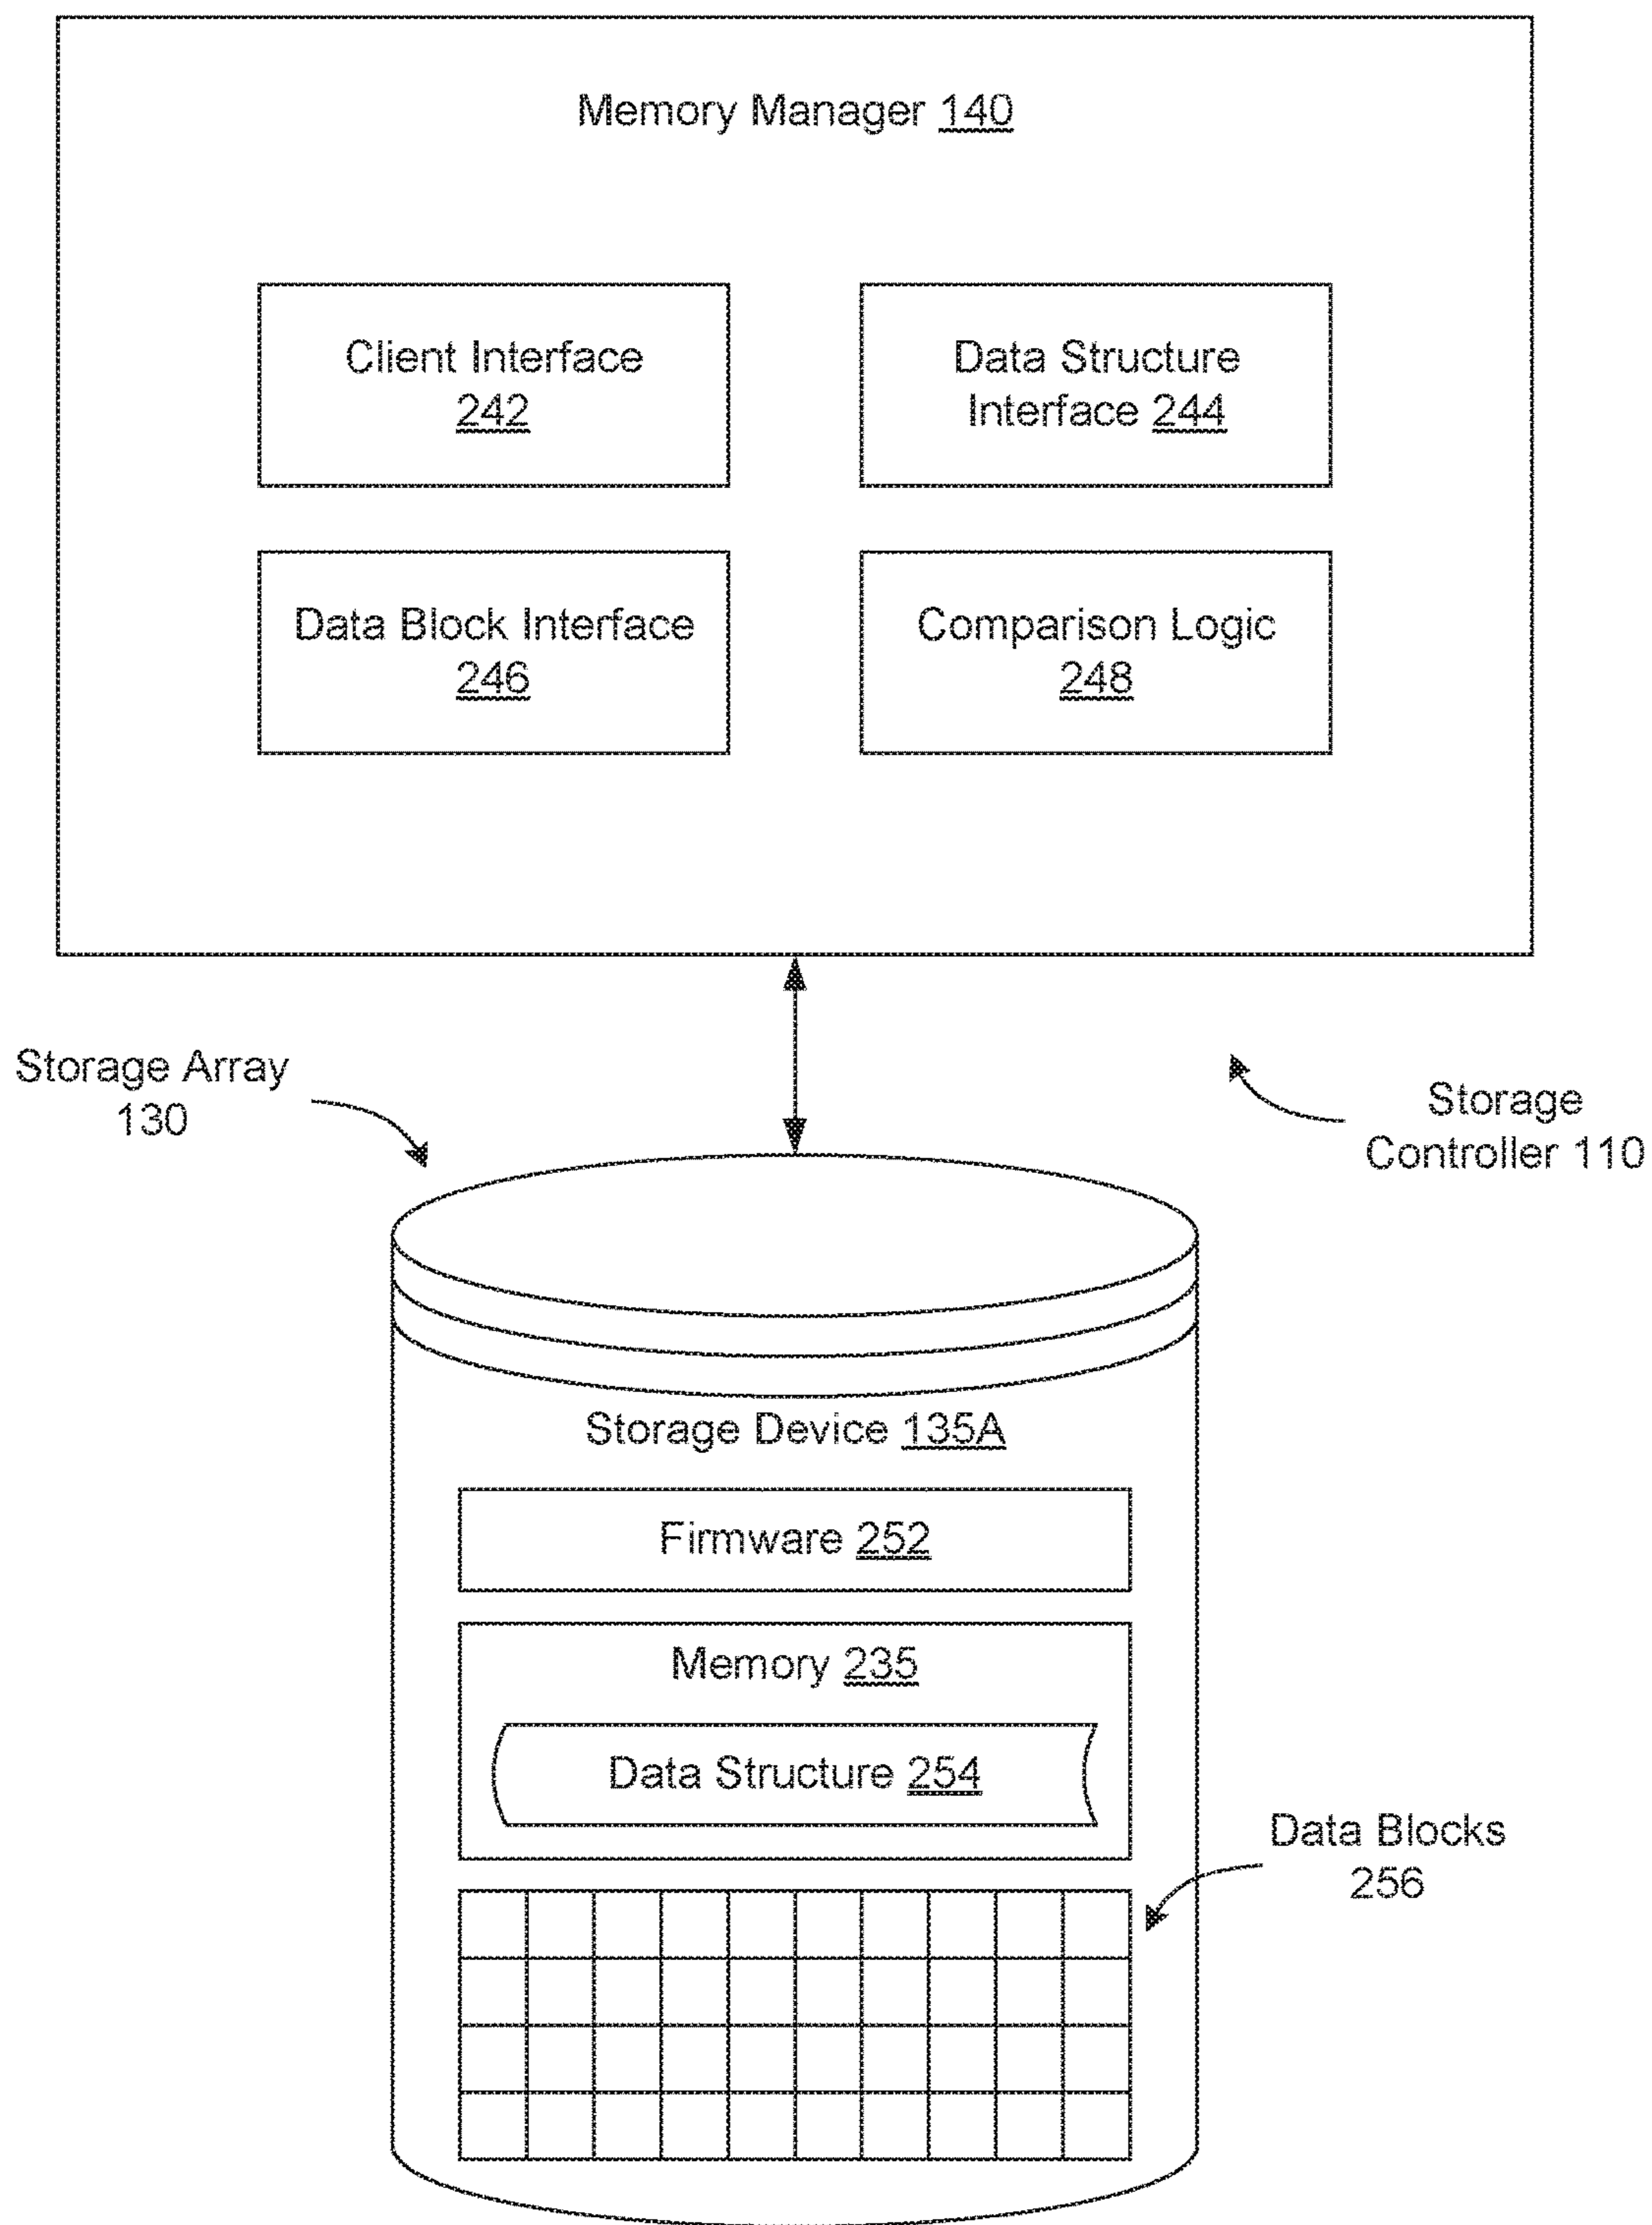 Memory Manager 140
Client Interface
242
Data Structure
Interface 244
Data Block Interface
246
Comparison Logic
248
Storage Array
130
Storage
Controller 110
Storage Device 135A
Firmware 252
Memory 235
Data Structure 254
Data Blocks
256